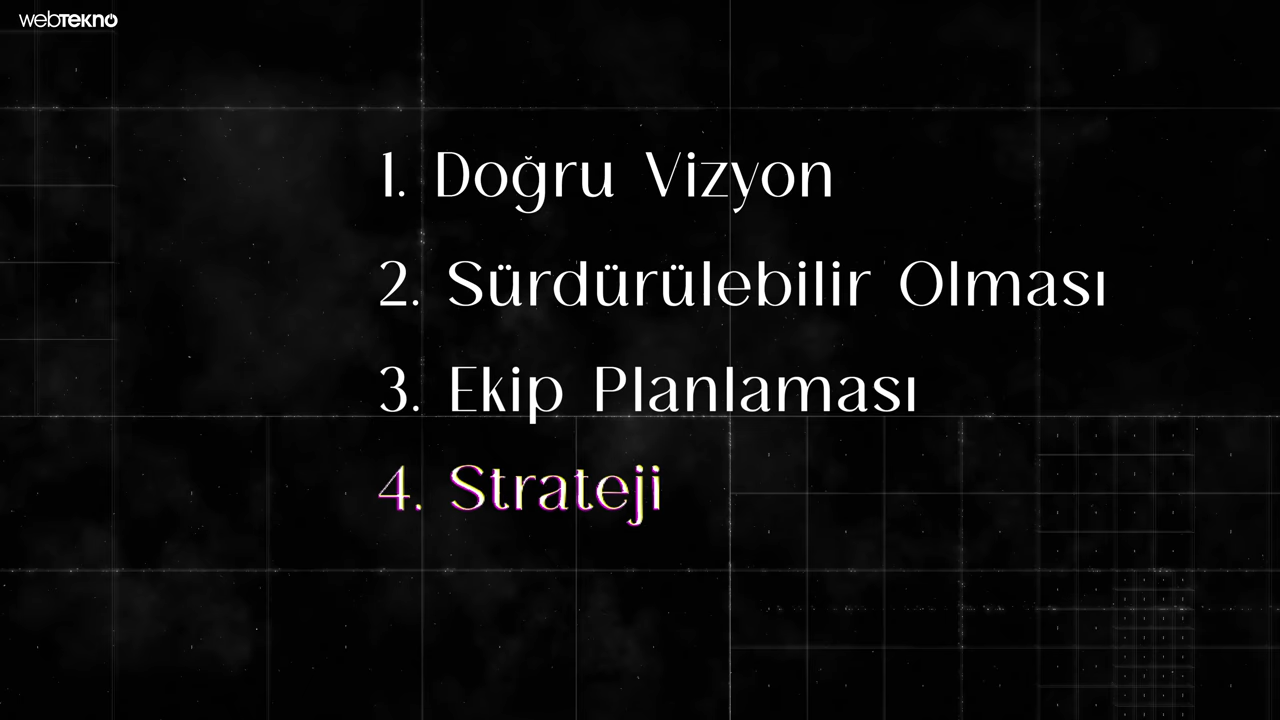 webTEKNO
1. Doğru Vizyon
2. Sürdürülebilir Olması
3. Ekip Planlaması
4. Strateji